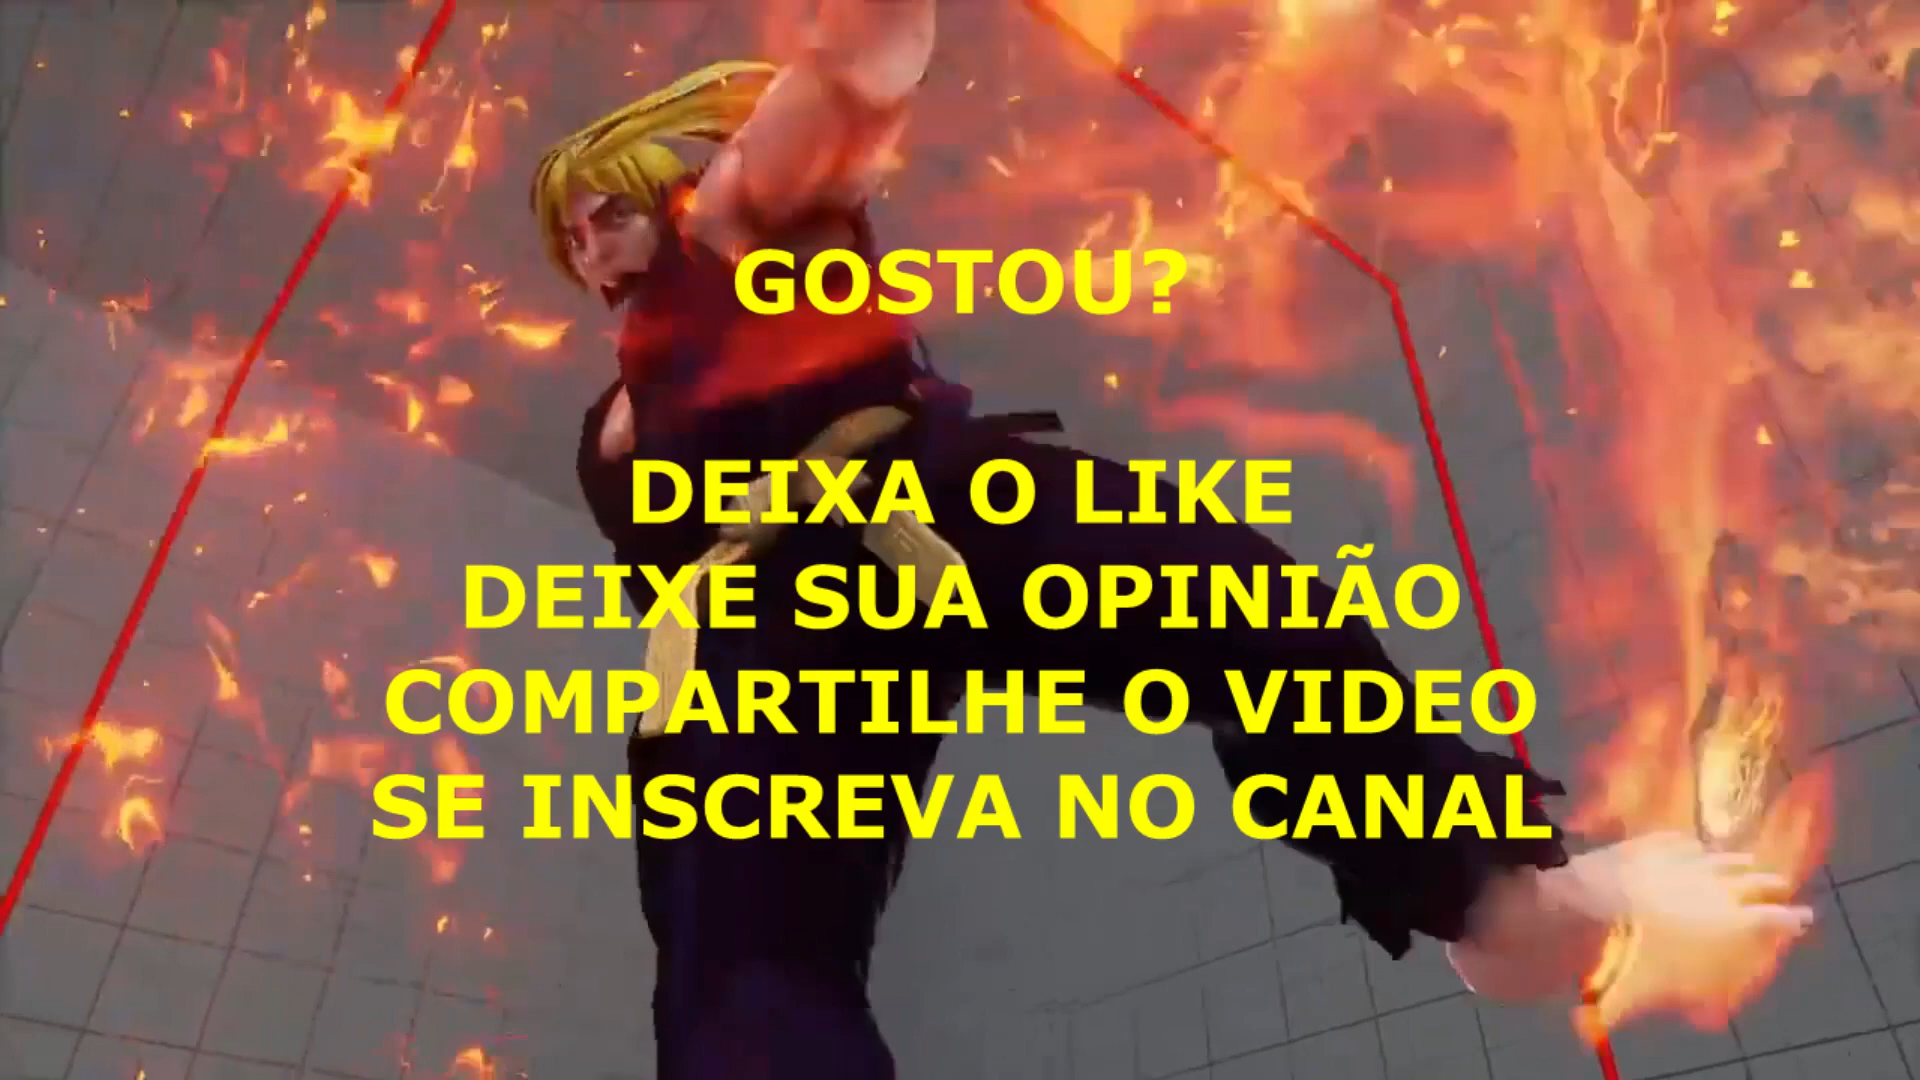 GOSTOU?
DEIXA O LIKE
DEIXE SUA OPINIÃO
COMPARTILHE O VIDEO
SE INSCREVA NO CANAL